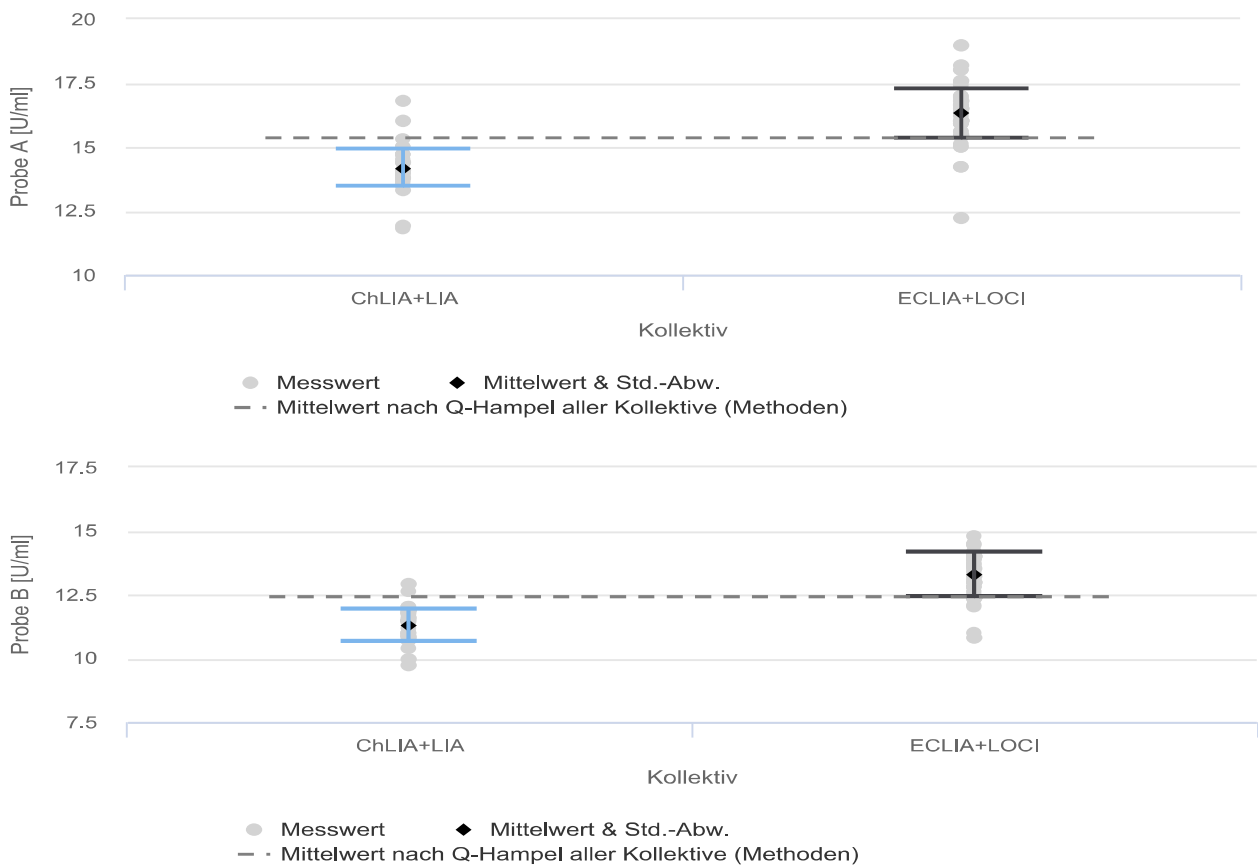 20
17.5
15
12.5
10
Probe A [U/ml]
ChLIA+LIA
ECLIA+LOCI
Kollektiv
Messwert
Mittelwert & Std.-Abw.
Mittelwert nach Q-Hampel aller Kollektive (Methoden)
17.5
15
12.5
10
7.5
Probe B [U/ml]
ChLIA+LIA
ECLIA+LOCI
Kollektiv
Messwert
Mittelwert & Std.-Abw.
Mittelwert nach Q-Hampel aller Kollektive (Methoden)